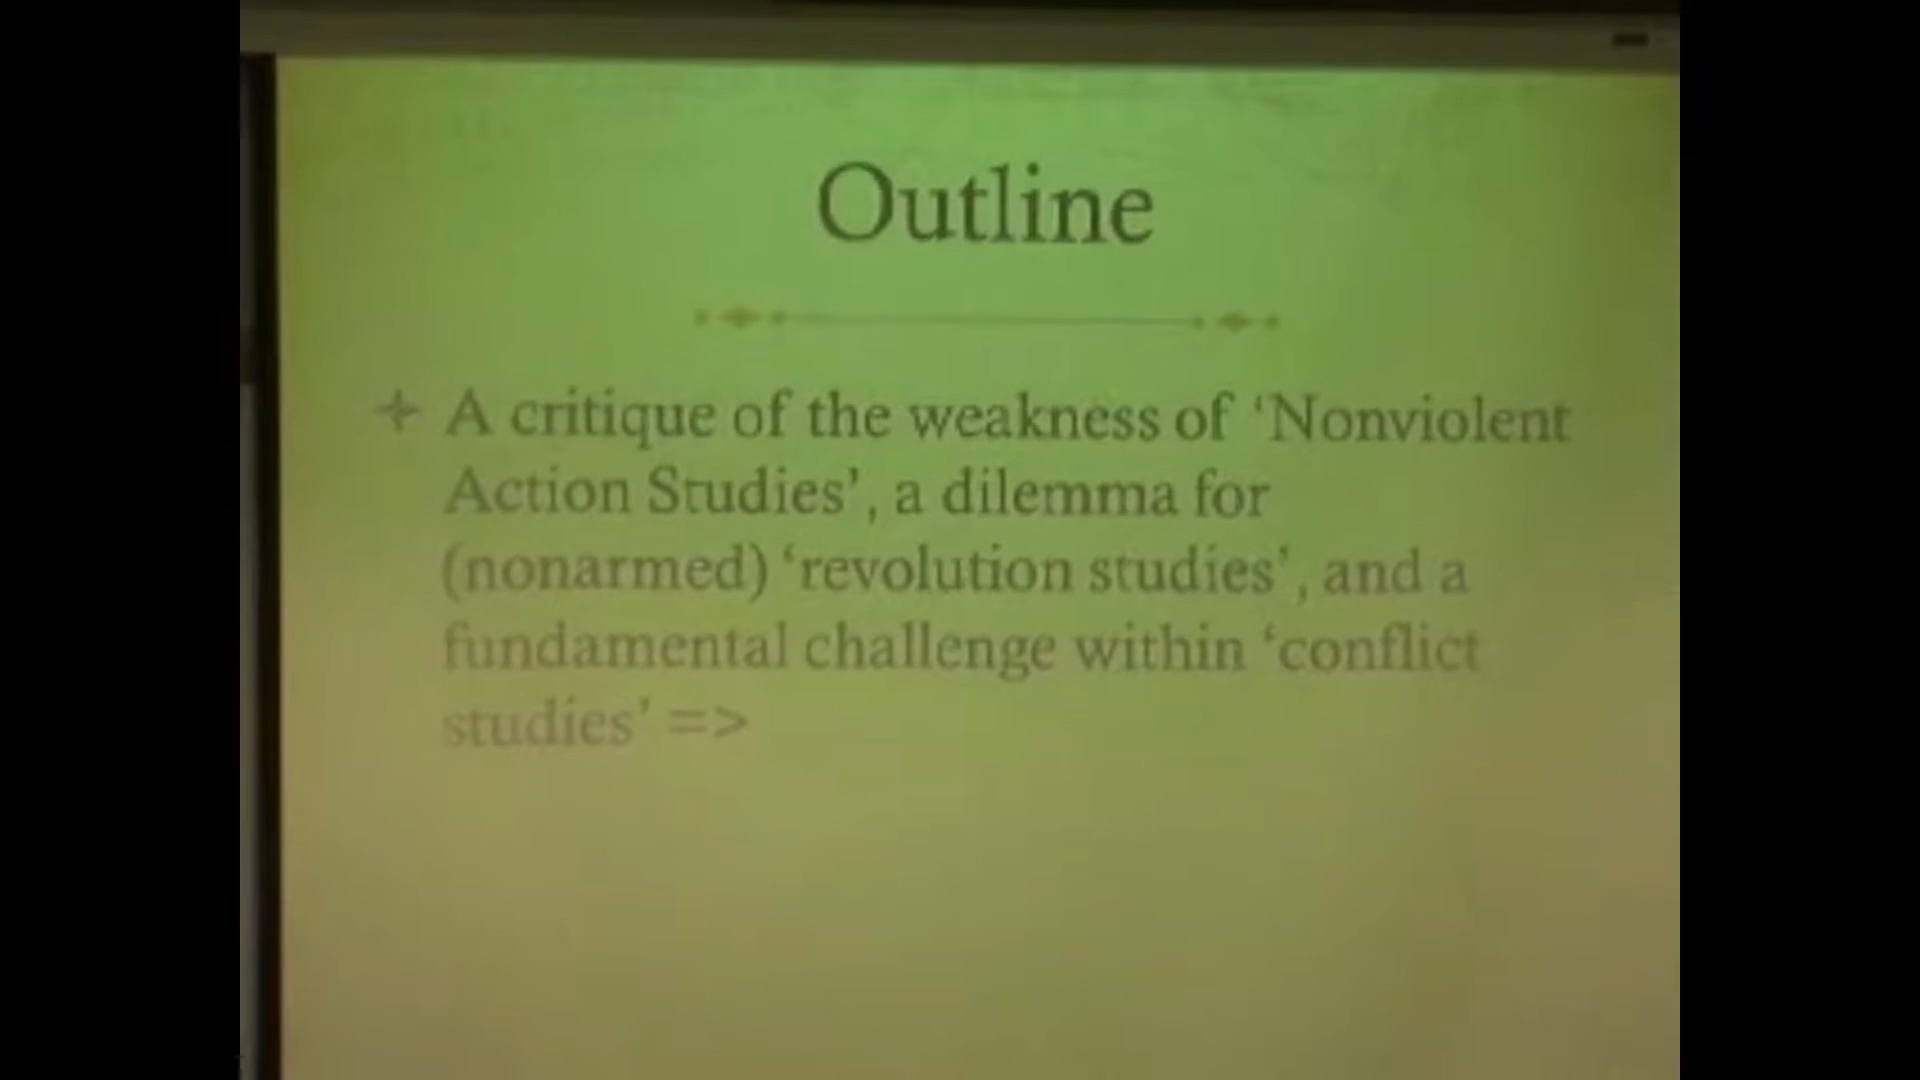 Outline
A critique of the weakness of ‘Nonviolent
Action Studies’, a dilemma for
(nonarmed) ‘revolution studies’, and a
fundamental challenge within ‘conflict
studies’ =>